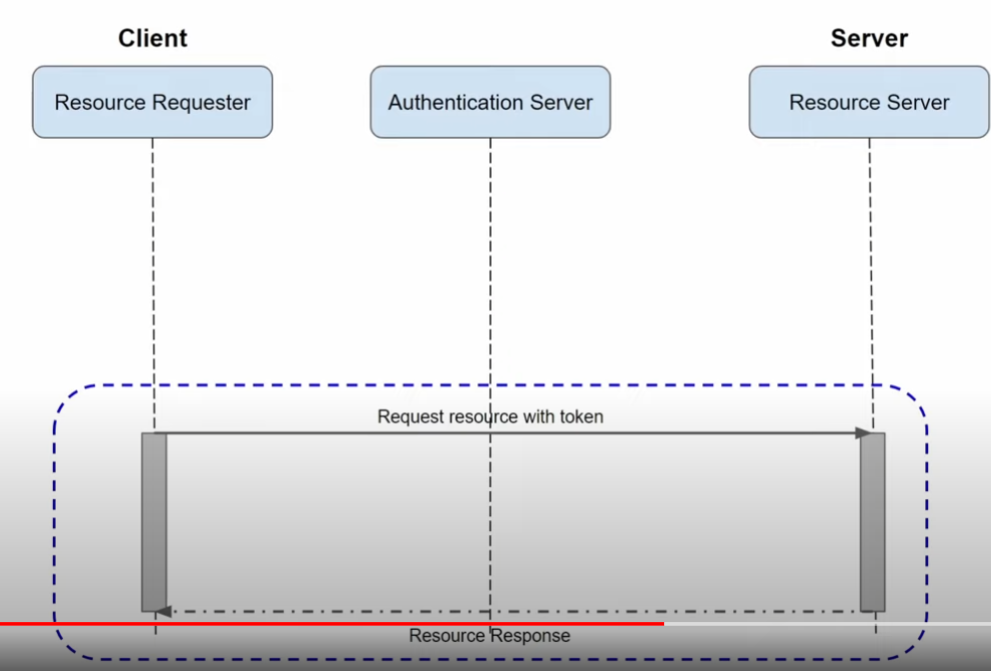 Client
Server
Resource Requester
Authentication Server
Resource Server
Request resource with token
Resource Response